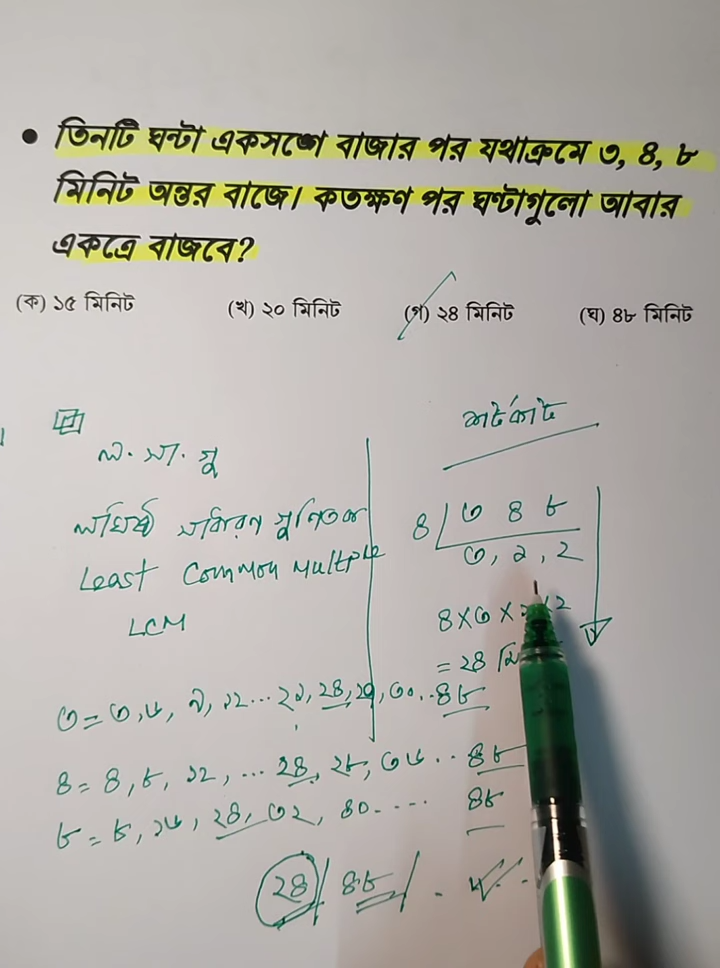 • তিনটি ঘন্টা একসঙ্গে বাজার পর যথাক্রমে ৩, ৪, ৮
মিনিট অন্তর বাজে। কতক্ষণ পর ঘণ্টাগুলো আবার
একত্রে বাজবে?
(ক) ১৫ মিনিট (খ) ২০ মিনিট (গ) ২৪ মিনিট (ঘ) ৪৮ মিনিট
শর্টকাট
ল. সা. গু
লঘিষ্ঠ সাধারণ গুনিতক
Least Common Multiple
LCM
৪ ৩ ৪ ৮
৩, ১, ২
৪×৩×
= ২৪ মি
৩ = ৩, ৬, ৯, ১২... ২১, ২৪, ২৭, ৩০.. ৪৮
৪ = ৪, ৮, ১২, ... ২৪, ২৮, ৩৬.. ৪৮
৮ = ৮, ১৬, ২৪, ৩২, ৪০.... ৪৮
২৪ / ৪৮ /